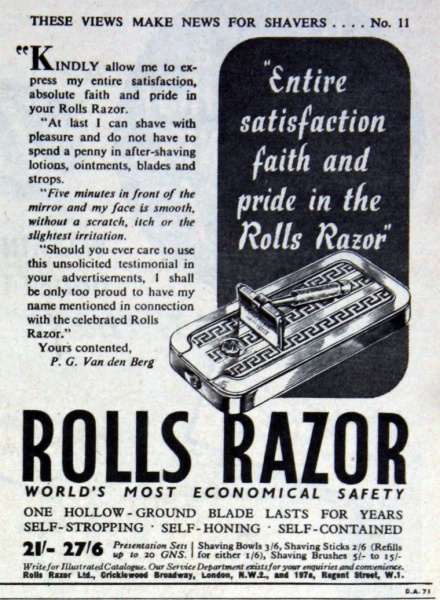 THESE VIEWS MAKE NEWS FOR SHAVERS .... No. 11
"KINDLY allow me to ex-
press my entire satisfaction,
absolute faith and pride in
your Rolls Razor.
"At last I can shave with
pleasure and do not have to
spend a penny in after-shaving
lotions, ointments, blades and
strops.
"Five minutes in front of the
mirror and my face is smooth,
without a scratch, itch or the
slightest irritation.
"Should you ever care to use
this unsolicited testimonial in
your advertisements, I shall
be only too proud to have my
name mentioned in connection
with the celebrated Rolls
Razor."
Yours contented,
P. G. Van den Berg
"Entire
satisfaction
faith and
pride in the
Rolls Razor"
ROLLS RAZOR
WORLD'S MOST ECONOMICAL SAFETY
ONE HOLLOW-GROUND BLADE LASTS FOR YEARS
SELF-STROPPING · SELF-HONING · SELF-CONTAINED
21/- 27/6 Presentation Sets up to 20 GNS.
Shaving Bowls 3/6, Shaving Sticks 2/6 (Refills
for either 1/6), Shaving Brushes 5/- to 15/-
Write for Illustrated Catalogue. Our Service Department exists for your enquiries and convenience.
Rolls Razor Ltd., Cricklewood Broadway, London, N.W.2., and 197a, Regent Street, W.1.
D.A. 71